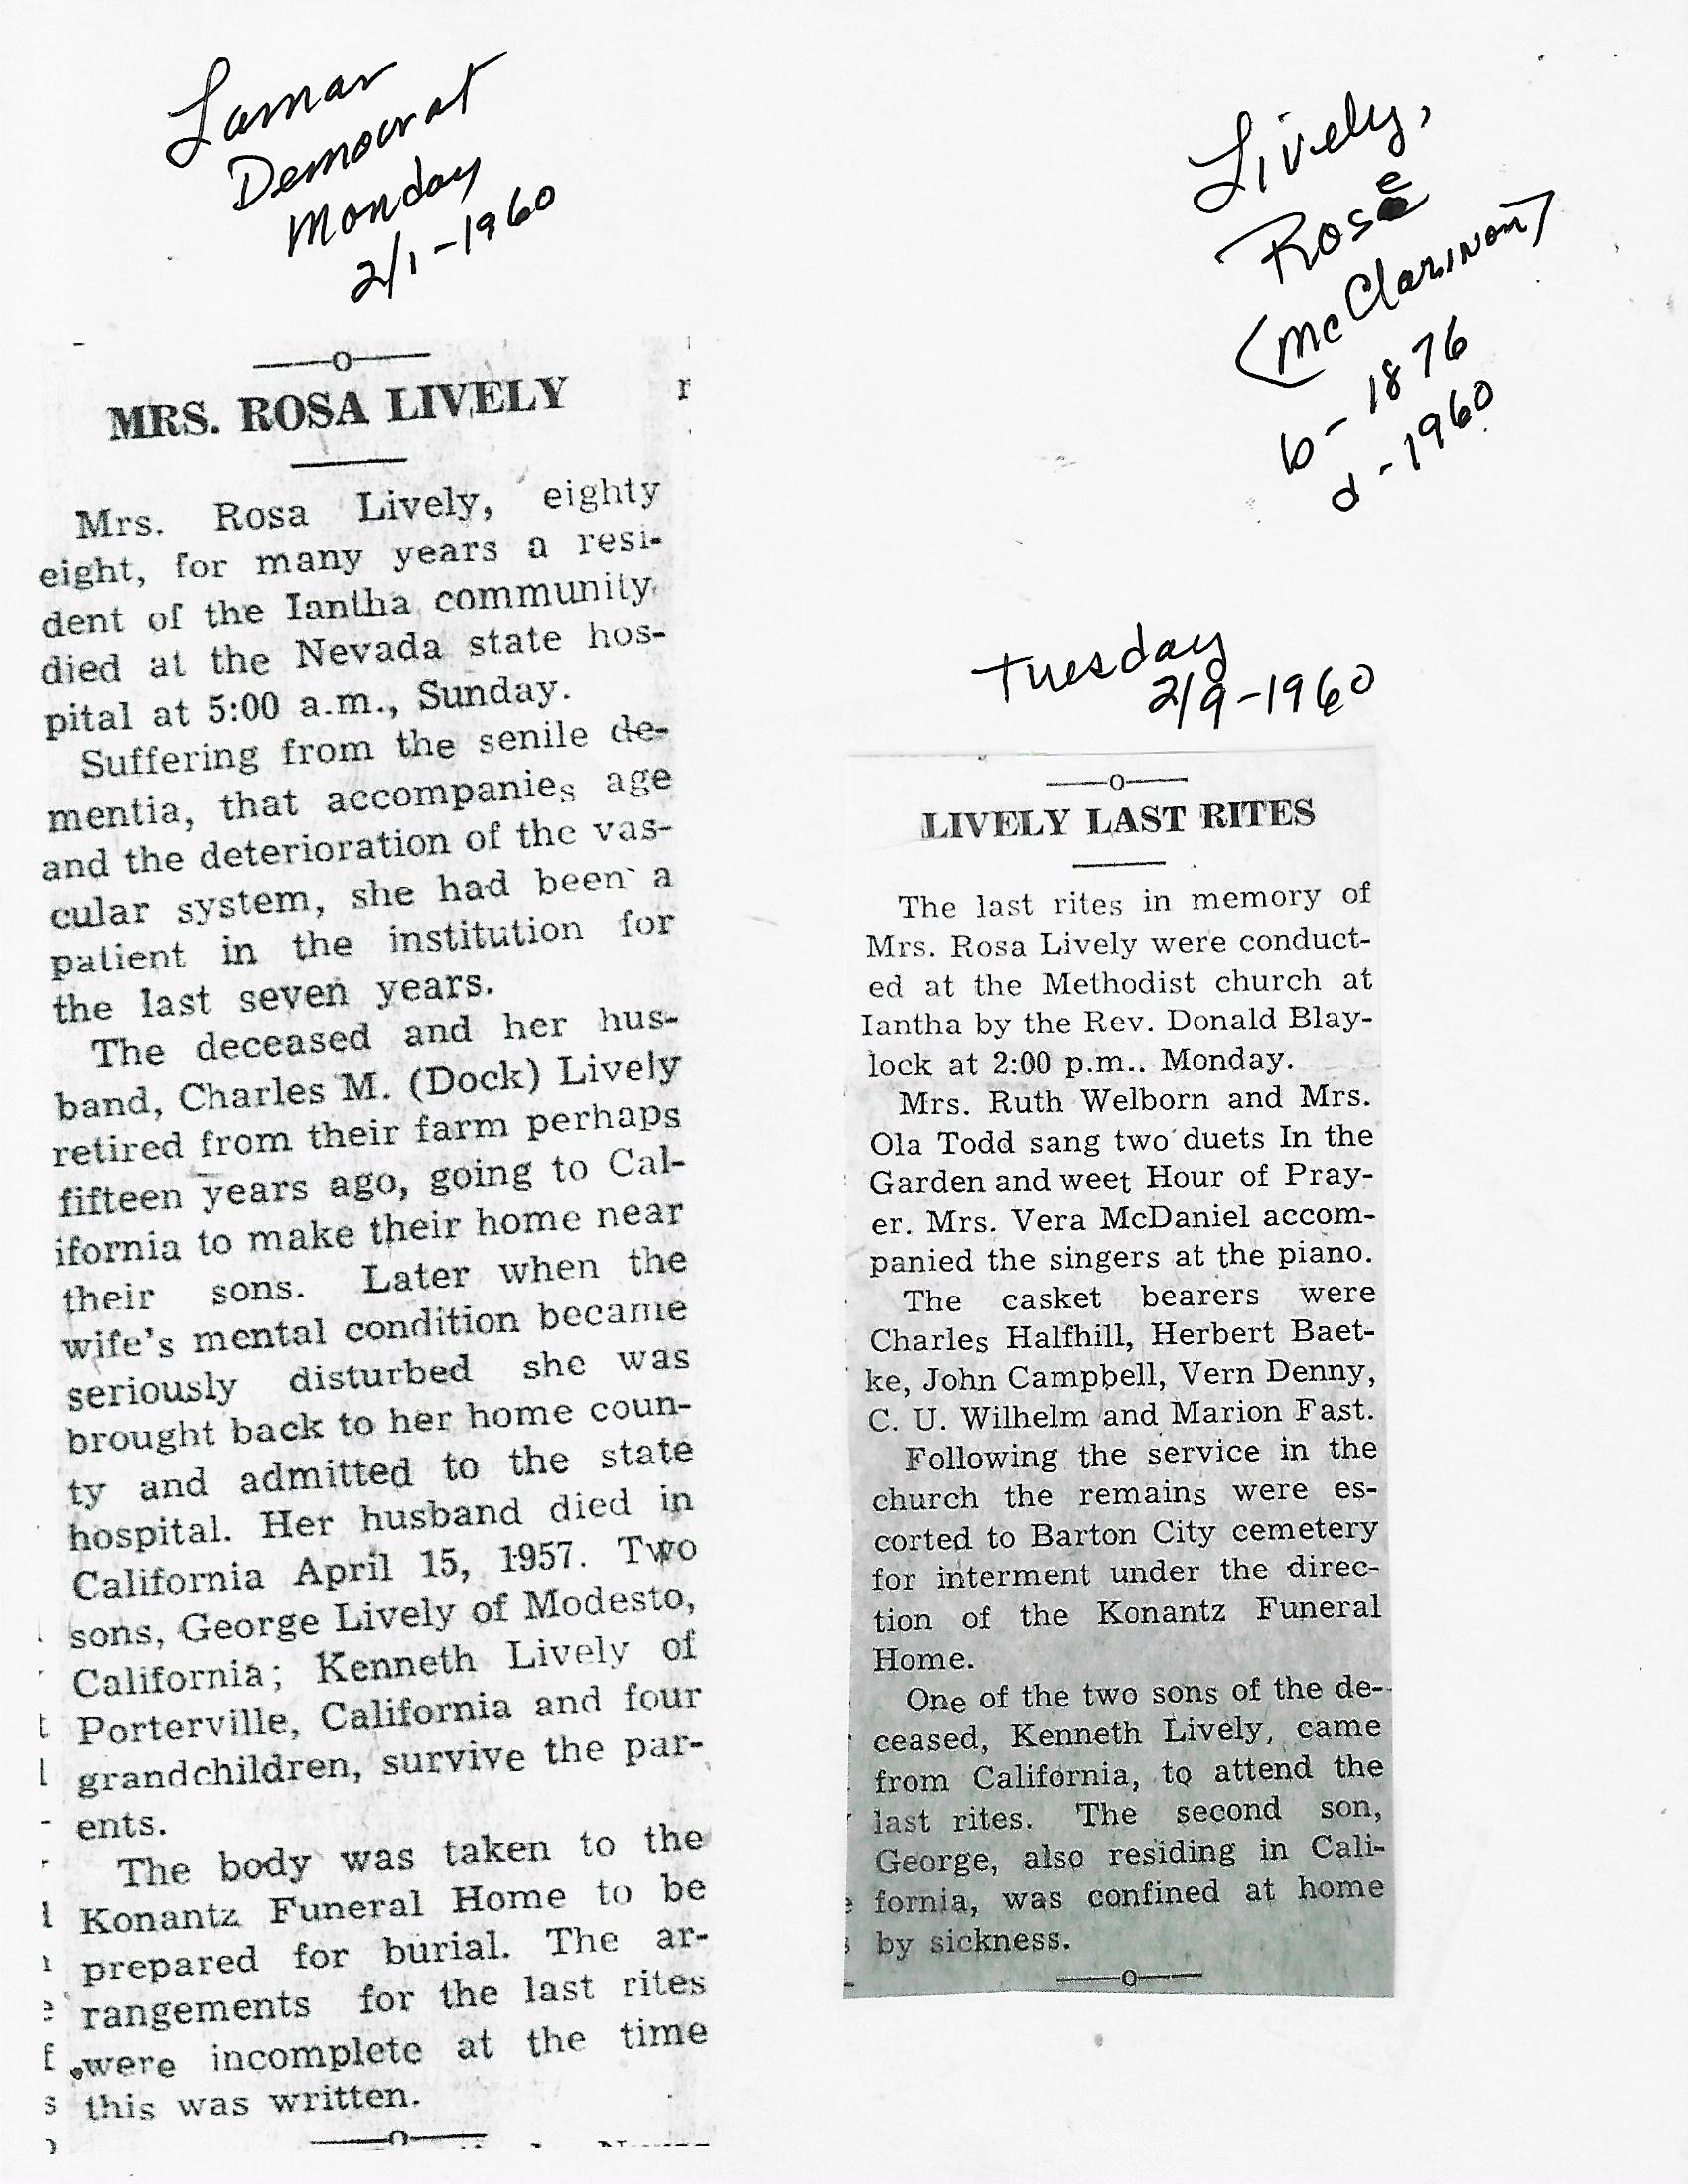 Lamar
Democrat
Monday
2/1-1960
—o—
MRS. ROSA LIVELY
Mrs. Rosa Lively, eighty
eight, for many years a resi-
dent of the Iantha community
died at the Nevada state hos-
pital at 5:00 a.m., Sunday.
Suffering from the senile de-
mentia, that accompanies age
and the deterioration of the vas-
cular system, she had been a
patient in the institution for
the last seven years.
The deceased and her hus-
band, Charles M. (Dock) Lively
retired from their farm perhaps
fifteen years ago, going to Cal-
ifornia to make their home near
their sons. Later when the
wife's mental condition became
seriously disturbed she was
brought back to her home coun-
ty and admitted to the state
hospital. Her husband died in
California April 15, 1957. Two
sons, George Lively of Modesto,
California; Kenneth Lively of
Porterville, California and four
grandchildren, survive the par-
ents.
The body was taken to the
Konantz Funeral Home to be
prepared for burial. The ar-
rangements for the last rites
were incomplete at the time
this was written.
—o—
Lively,
Rose
(McClarinon)
b- 1876
d -1960
Tuesday
2/9-1960
—o—
LIVELY LAST RITES
The last rites in memory of
Mrs. Rosa Lively were conduct-
ed at the Methodist church at
Iantha by the Rev. Donald Blay-
lock at 2:00 p.m.. Monday.
Mrs. Ruth Welborn and Mrs.
Ola Todd sang two duets In the
Garden and weet Hour of Pray-
er. Mrs. Vera McDaniel accom-
panied the singers at the piano.
The casket bearers were
Charles Halfhill, Herbert Baet-
ke, John Campbell, Vern Denny,
C. U. Wilhelm and Marion Fast.
Following the service in the
church the remains were es-
corted to Barton City cemetery
for interment under the direc-
tion of the Konantz Funeral
Home.
One of the two sons of the de-
ceased, Kenneth Lively, came
from California, to attend the
last rites. The second son,
George, also residing in Cali-
fornia, was confined at home
by sickness.
—o—